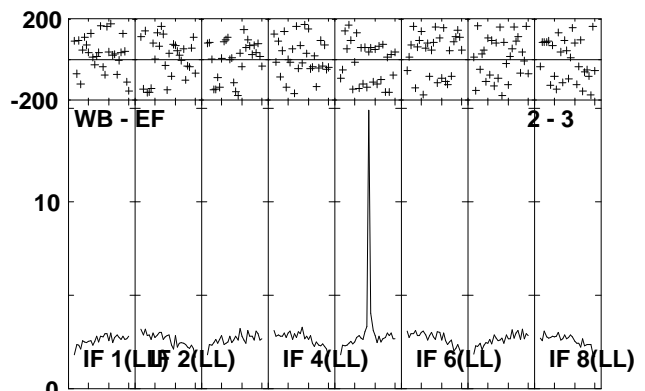 200
-200
WB - EF 2 - 3
10
IF 1(LL) IF 2(LL) IF 4(LL) IF 6(LL) IF 8(LL)
0